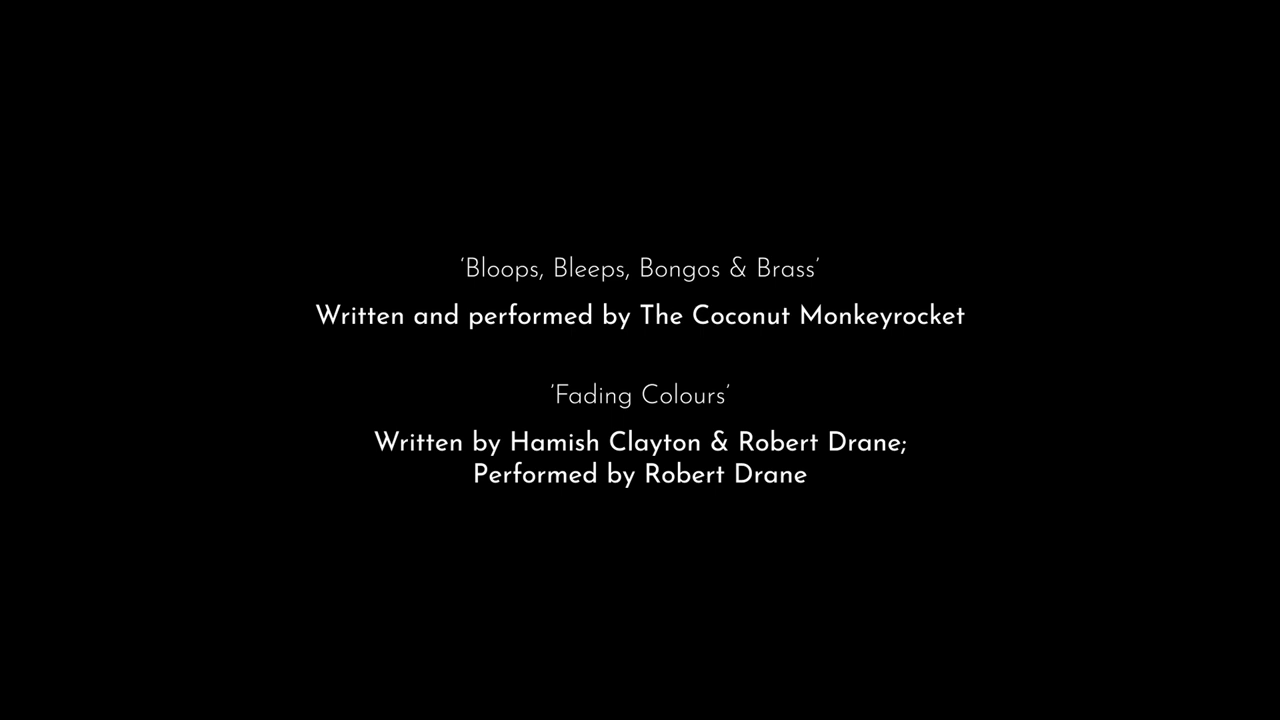 ‘Bloops, Bleeps, Bongos & Brass’
Written and performed by The Coconut Monkeyrocket
’Fading Colours’
Written by Hamish Clayton & Robert Drane;
Performed by Robert Drane